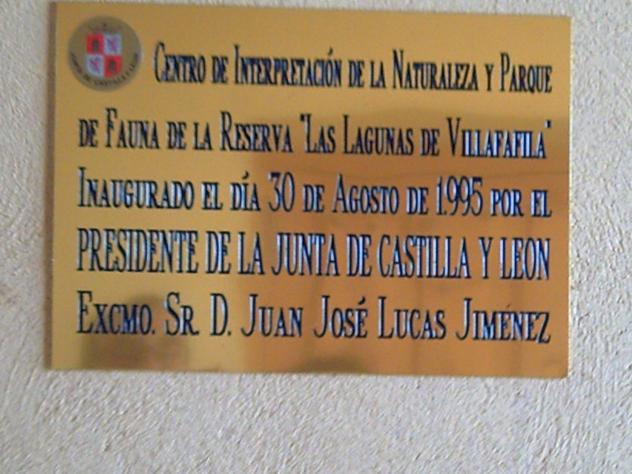 Centro de Interpretación de la Naturaleza y Parque
de Fauna de la Reserva "Las Lagunas de Villafafila"
Inaugurado el día 30 de Agosto de 1.995 por el
PRESIDENTE DE LA JUNTA DE CASTILLA Y LEON
Excmo. Sr. D. Juan José Lucas Jiménez